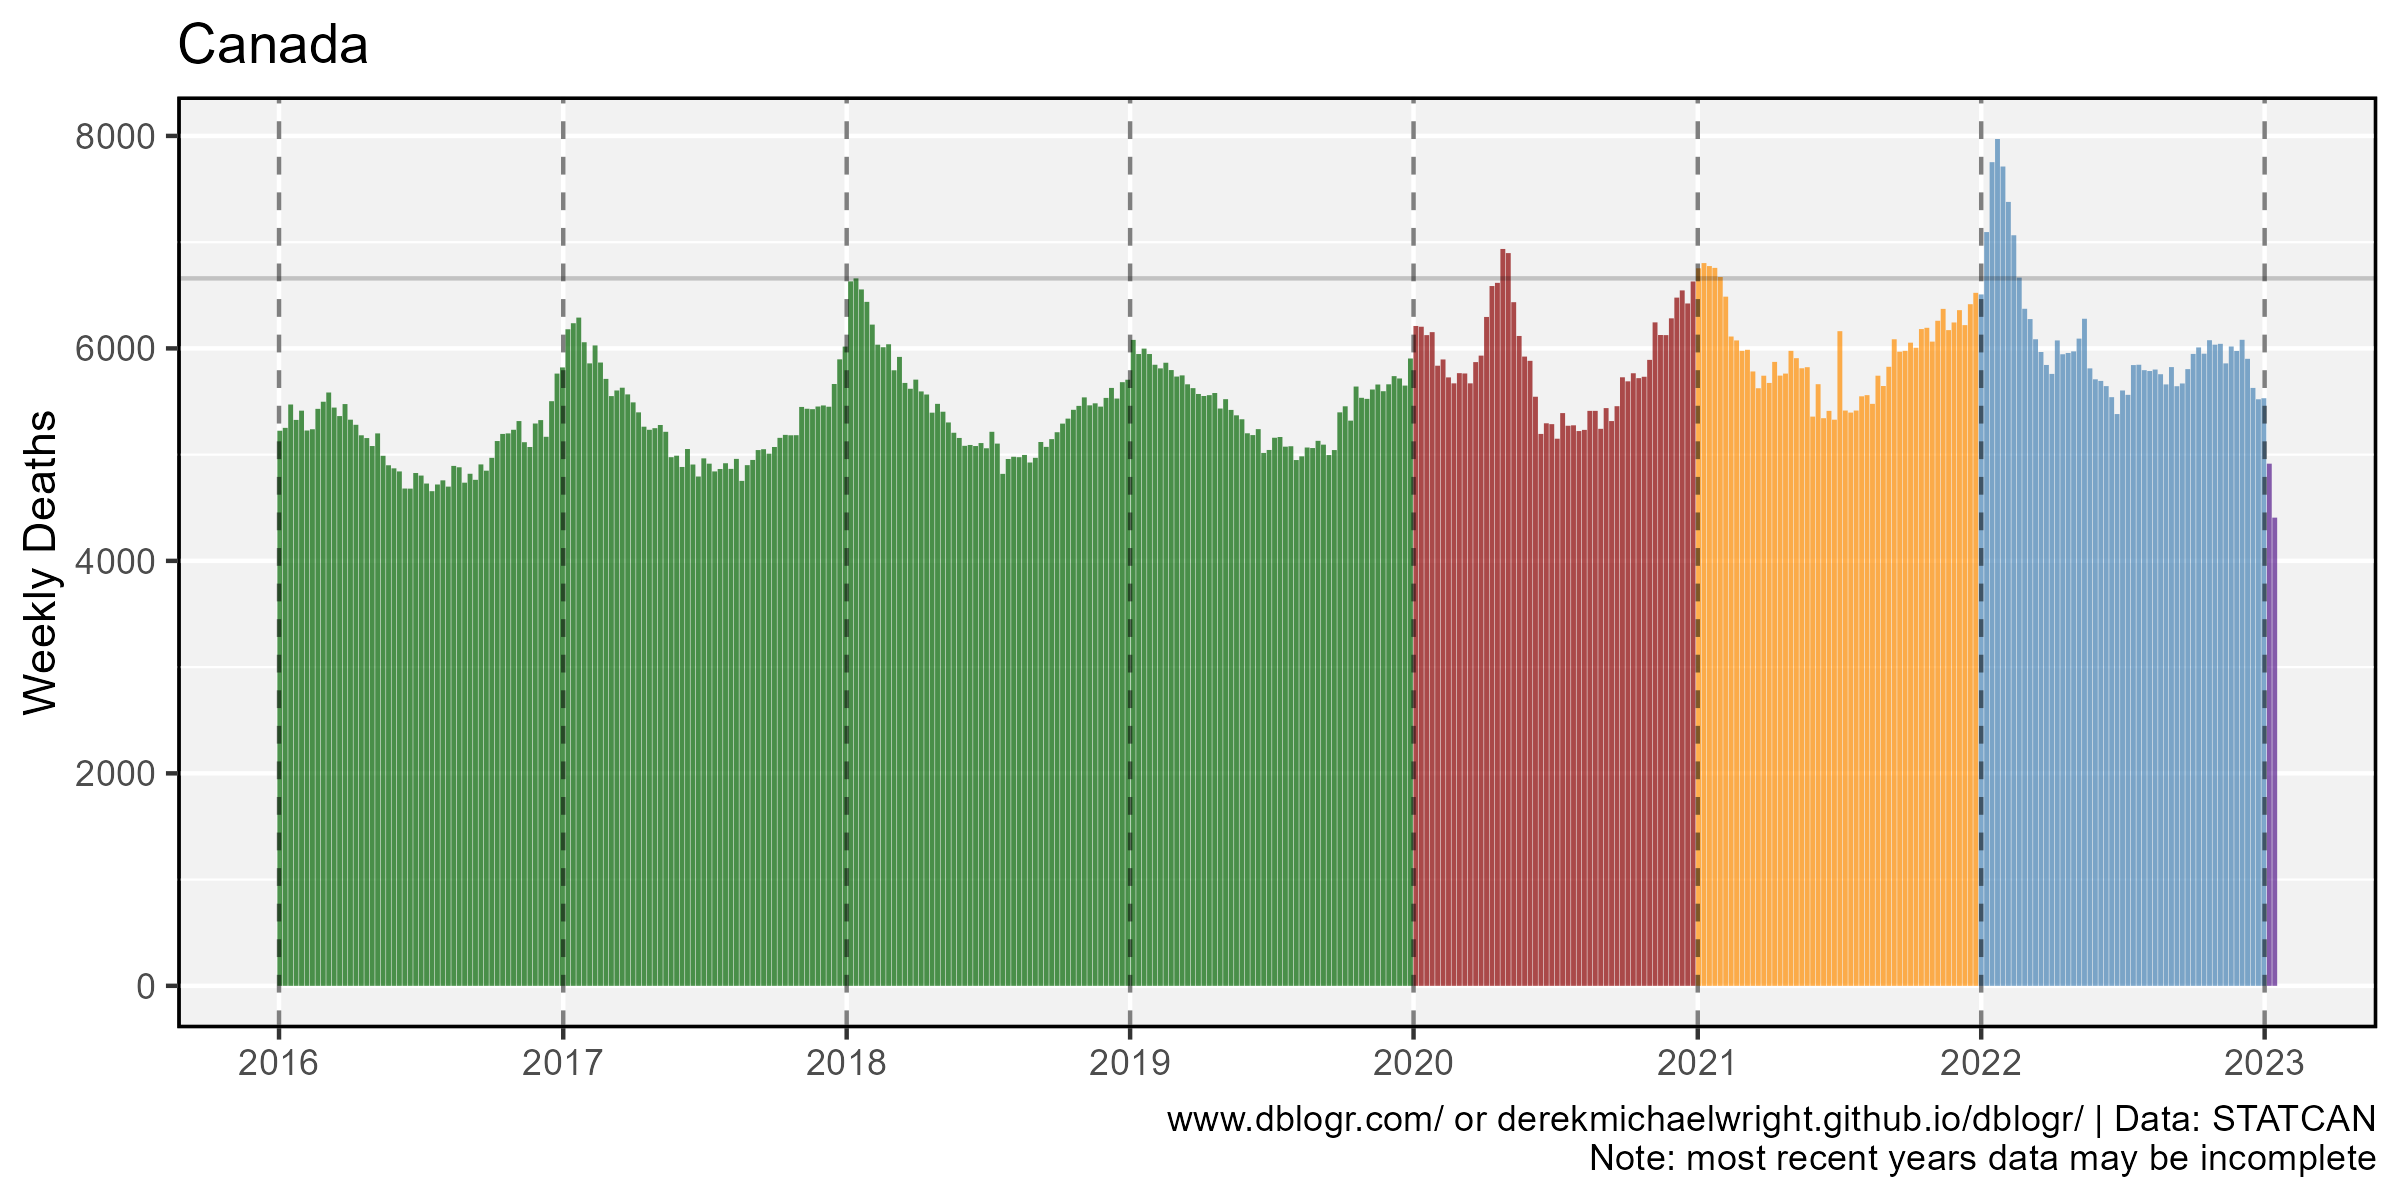 Canada
Weekly Deaths
8000
6000
4000
2000
0
2016 2017 2018 2019 2020 2021 2022 2023
www.dblogr.com/ or derekmichaelwright.github.io/dblogr/ | Data: STATCAN
Note: most recent years data may be incomplete